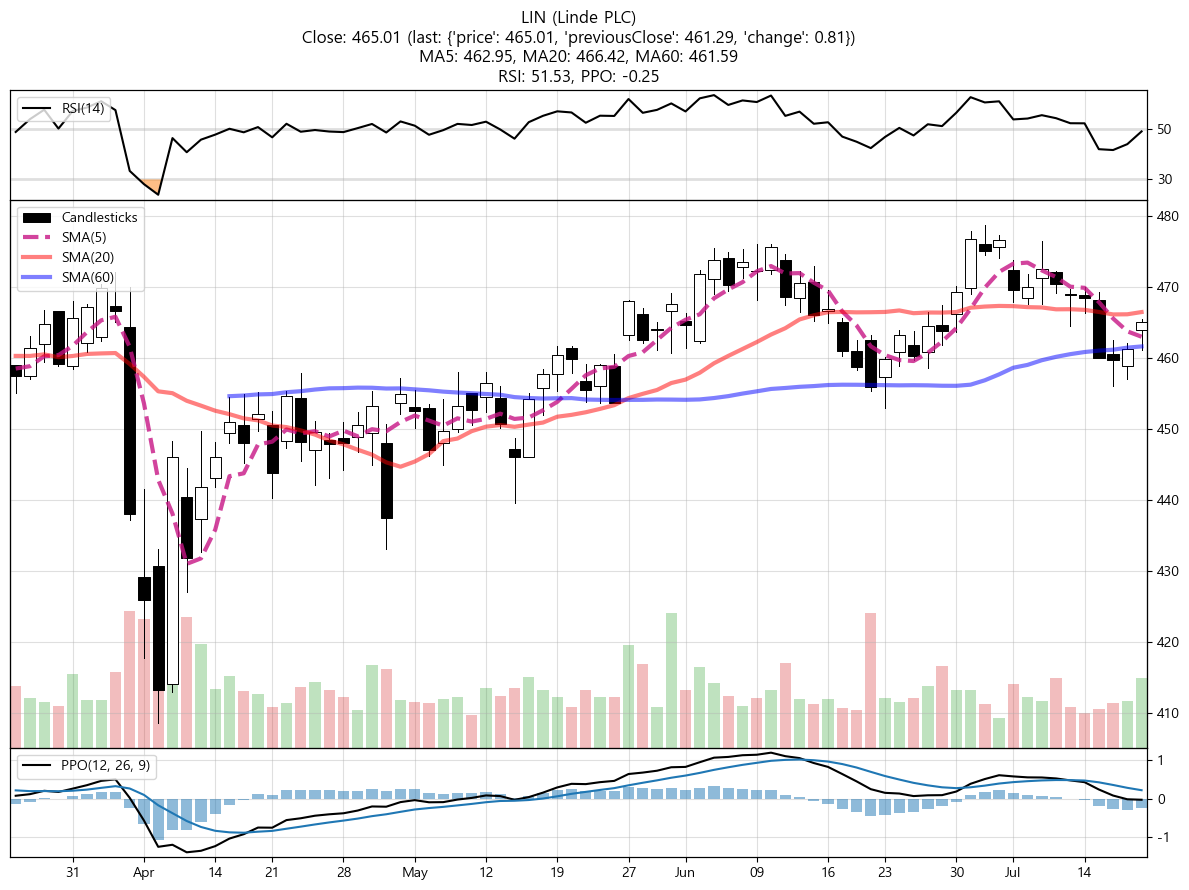 LIN (Linde PLC)
Close: 465.01 (last: {'price': 465.01, 'previousClose': 461.29, 'change': 0.81})
MA5: 462.95, MA20: 466.42, MA60: 461.59
RSI: 51.53, PPO: -0.25
RSI(14)
50
30
Candlesticks
SMA(5)
SMA(20)
SMA(60)
480
470
460
450
440
430
420
410
PPO(12, 26, 9)
1
0
-1
31 Apr 14 21 28 May 12 19 27 Jun 09 16 23 30 Jul 14